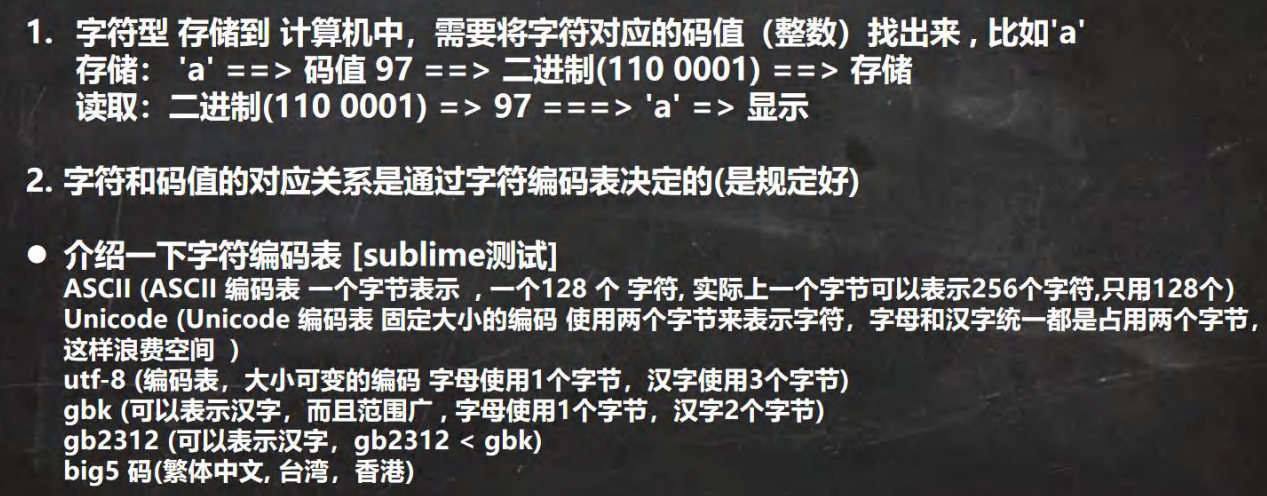 1. 字符型 存储到 计算机中，需要将字符对应的码值（整数）找出来 , 比如'a'
存储： 'a' ==> 码值 97 ==> 二进制(110 0001) ==> 存储
读取：二进制(110 0001) => 97 ===> 'a' => 显示
2. 字符和码值的对应关系是通过字符编码表决定的(是规定好)
● 介绍一下字符编码表 [sublime测试]
ASCII (ASCII 编码表 一个字节表示 , 一个128 个 字符, 实际上一个字节可以表示256个字符,只用128个)
Unicode (Unicode 编码表 固定大小的编码 使用两个字节来表示字符，字母和汉字统一都是占用两个字节，
这样浪费空间 )
utf-8 (编码表，大小可变的编码 字母使用1个字节，汉字使用3个字节)
gbk (可以表示汉字，而且范围广 , 字母使用1个字节，汉字2个字节)
gb2312 (可以表示汉字，gb2312 < gbk)
big5 码(繁体中文, 台湾，香港)